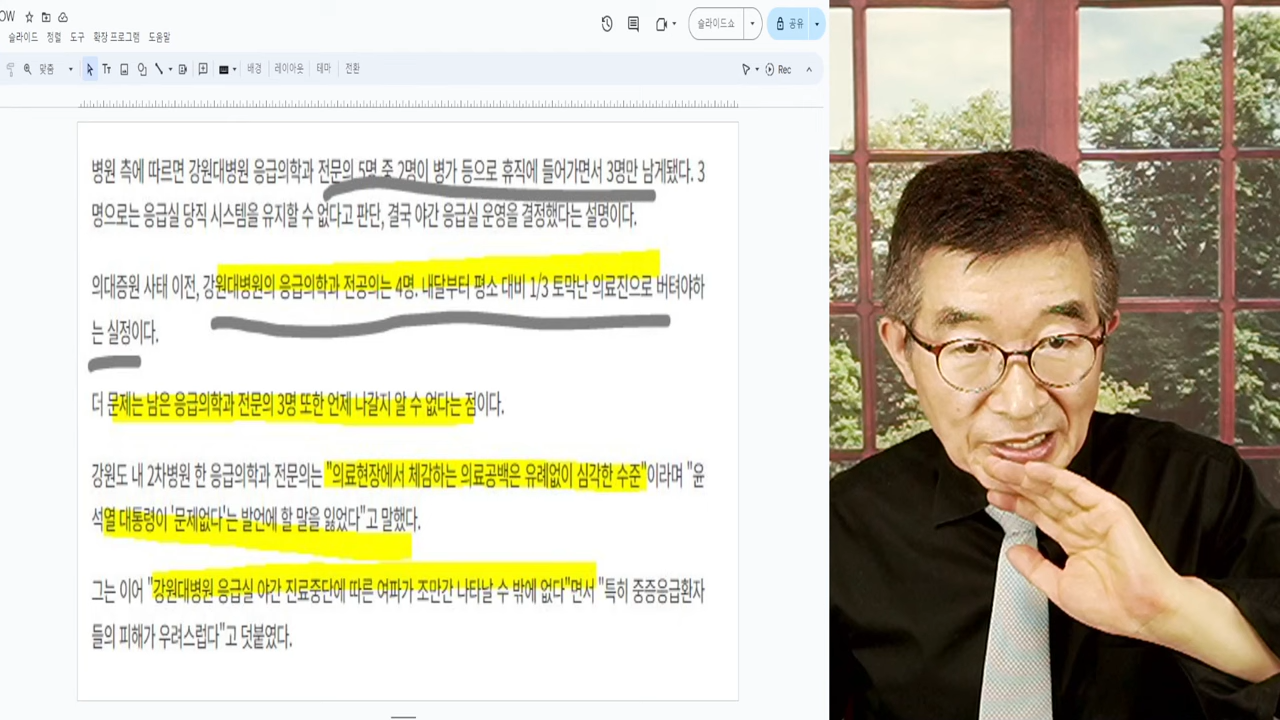 OW
슬라이드 정렬 도구 확장 프로그램 도움말
슬라이드쇼
공유
맞춤
Tr
배경 레이아웃 테마 전환
Rec
병원 측에 따르면 강원대병원 응급의학과 전문의 5명 중 2명이 병가 등으로 휴직에 들어가면서 3명만 남게됐다. 3
명으로는 응급실 당직 시스템을 유지할 수 없다고 판단, 결국 야간 응급실 운영을 결정했다는 설명이다.
의대증원 사태 이전, 강원대병원의 응급의학과 전공의는 4명. 내달부터 평소 대비 1/3 토막난 의료진으로 버텨야하
는 실정이다.
더 문제는 남은 응급의학과 전문의 3명 또한 언제 나갈지 알 수 없다는 점이다.
강원도 내 2차병원 한 응급의학과 전문의는 "의료현장에서 체감하는 의료공백은 유례없이 심각한 수준"이라며 "윤
석열 대통령이 '문제없다'는 발언에 할 말을 잃었다"고 말했다.
그는 이어 "강원대병원 응급실 야간 진료중단에 따른 여파가 조만간 나타날 수 밖에 없다"면서 "특히 중증응급환자
들의 피해가 우려스럽다"고 덧붙였다.